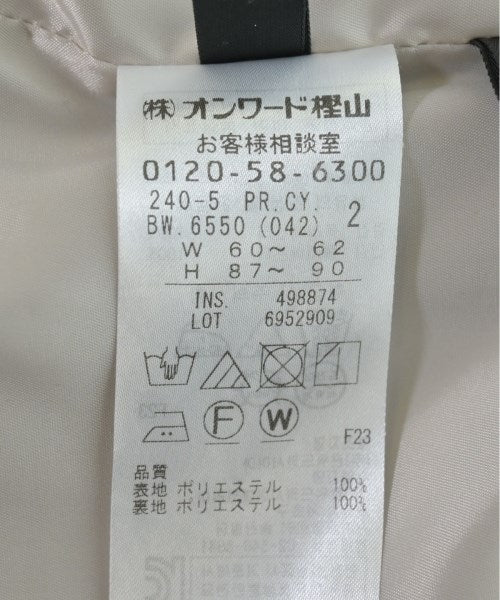 ㈱オンワード樫山
お客様相談室
0120-58-6300
240-5 PR.CY. 2
BW.6550 (042)
W 60〜 62
H 87〜 90
INS. 498874
LOT 6952909
F W
F23
品質
表地 ポリエステル 100%
裏地 ポリエステル 100%